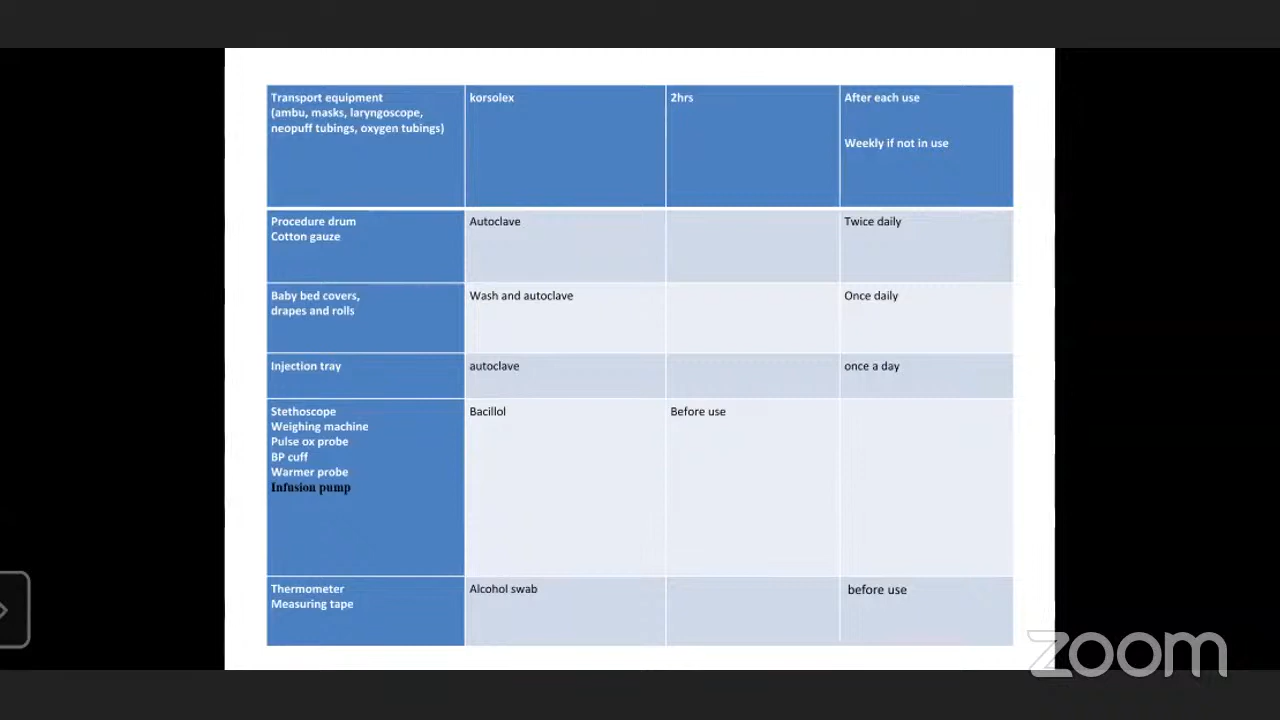 Transport equipment
(ambu, masks, laryngoscope,
neopuff tubings, oxygen tubings)
korsolex
2hrs
After each use
Weekly if not in use
Procedure drum
Cotton gauze
Autoclave
Twice daily
Baby bed covers,
drapes and rolls
Wash and autoclave
Once daily
Injection tray
autoclave
once a day
Stethoscope
Weighing machine
Pulse ox probe
BP cuff
Warmer probe
Infusion pump
Bacillol
Before use
Thermometer
Measuring tape
Alcohol swab
before use
zoom